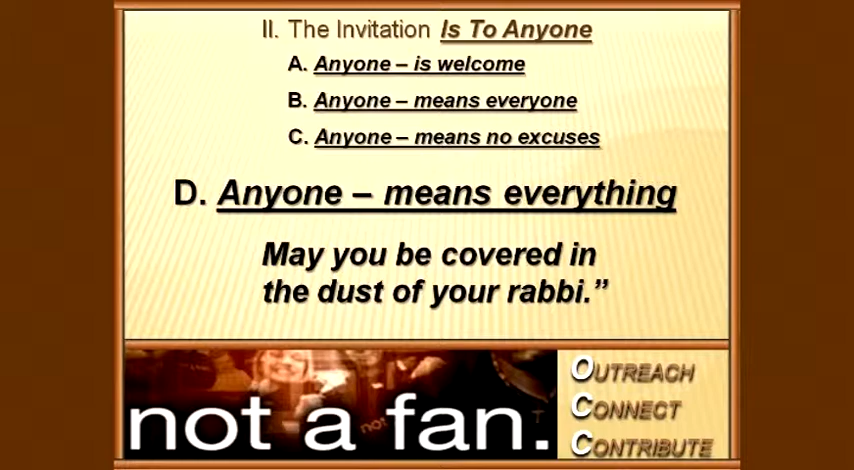 II. The Invitation Is To Anyone
A. Anyone – is welcome
B. Anyone – means everyone
C. Anyone – means no excuses
D. Anyone – means everything
May you be covered in
the dust of your rabbi.”
not a fan.
OUTREACH
CONNECT
CONTRIBUTE